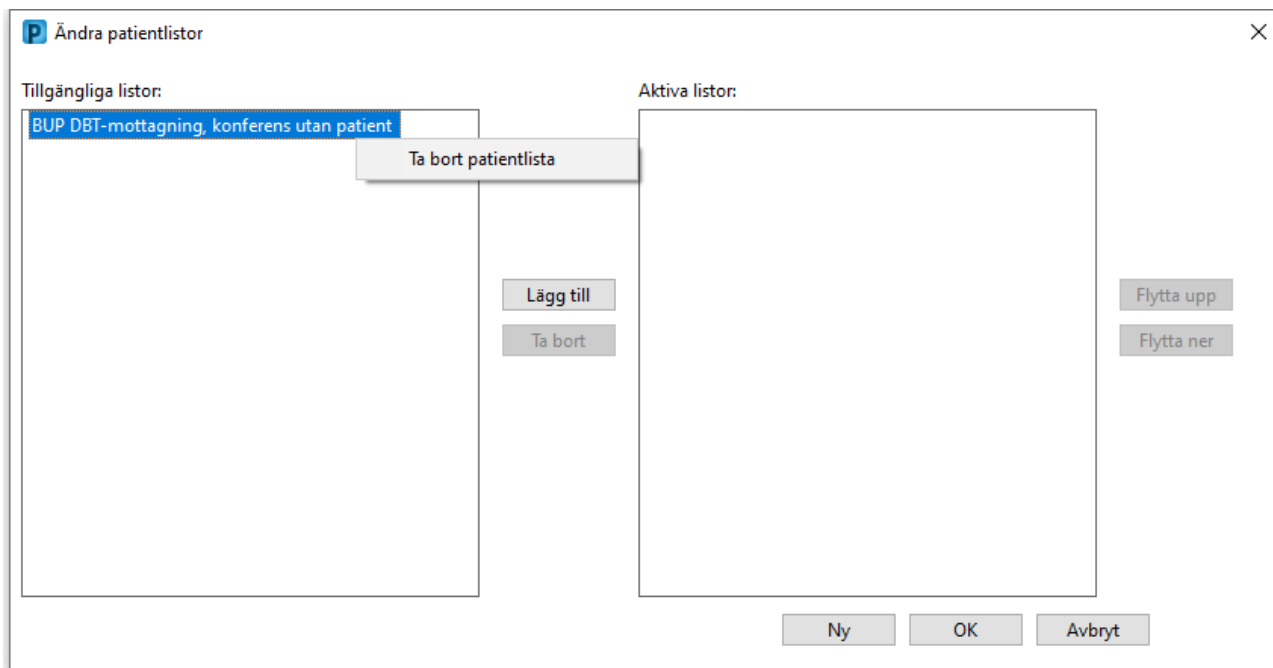 P Ändra patientlistor
Tillgängliga listor:
Aktiva listor:
BUP DBT-mottagning, konferens utan patient
Ta bort patientlista
Lägg till
Ta bort
Flytta upp
Flytta ner
Ny
OK
Avbryt